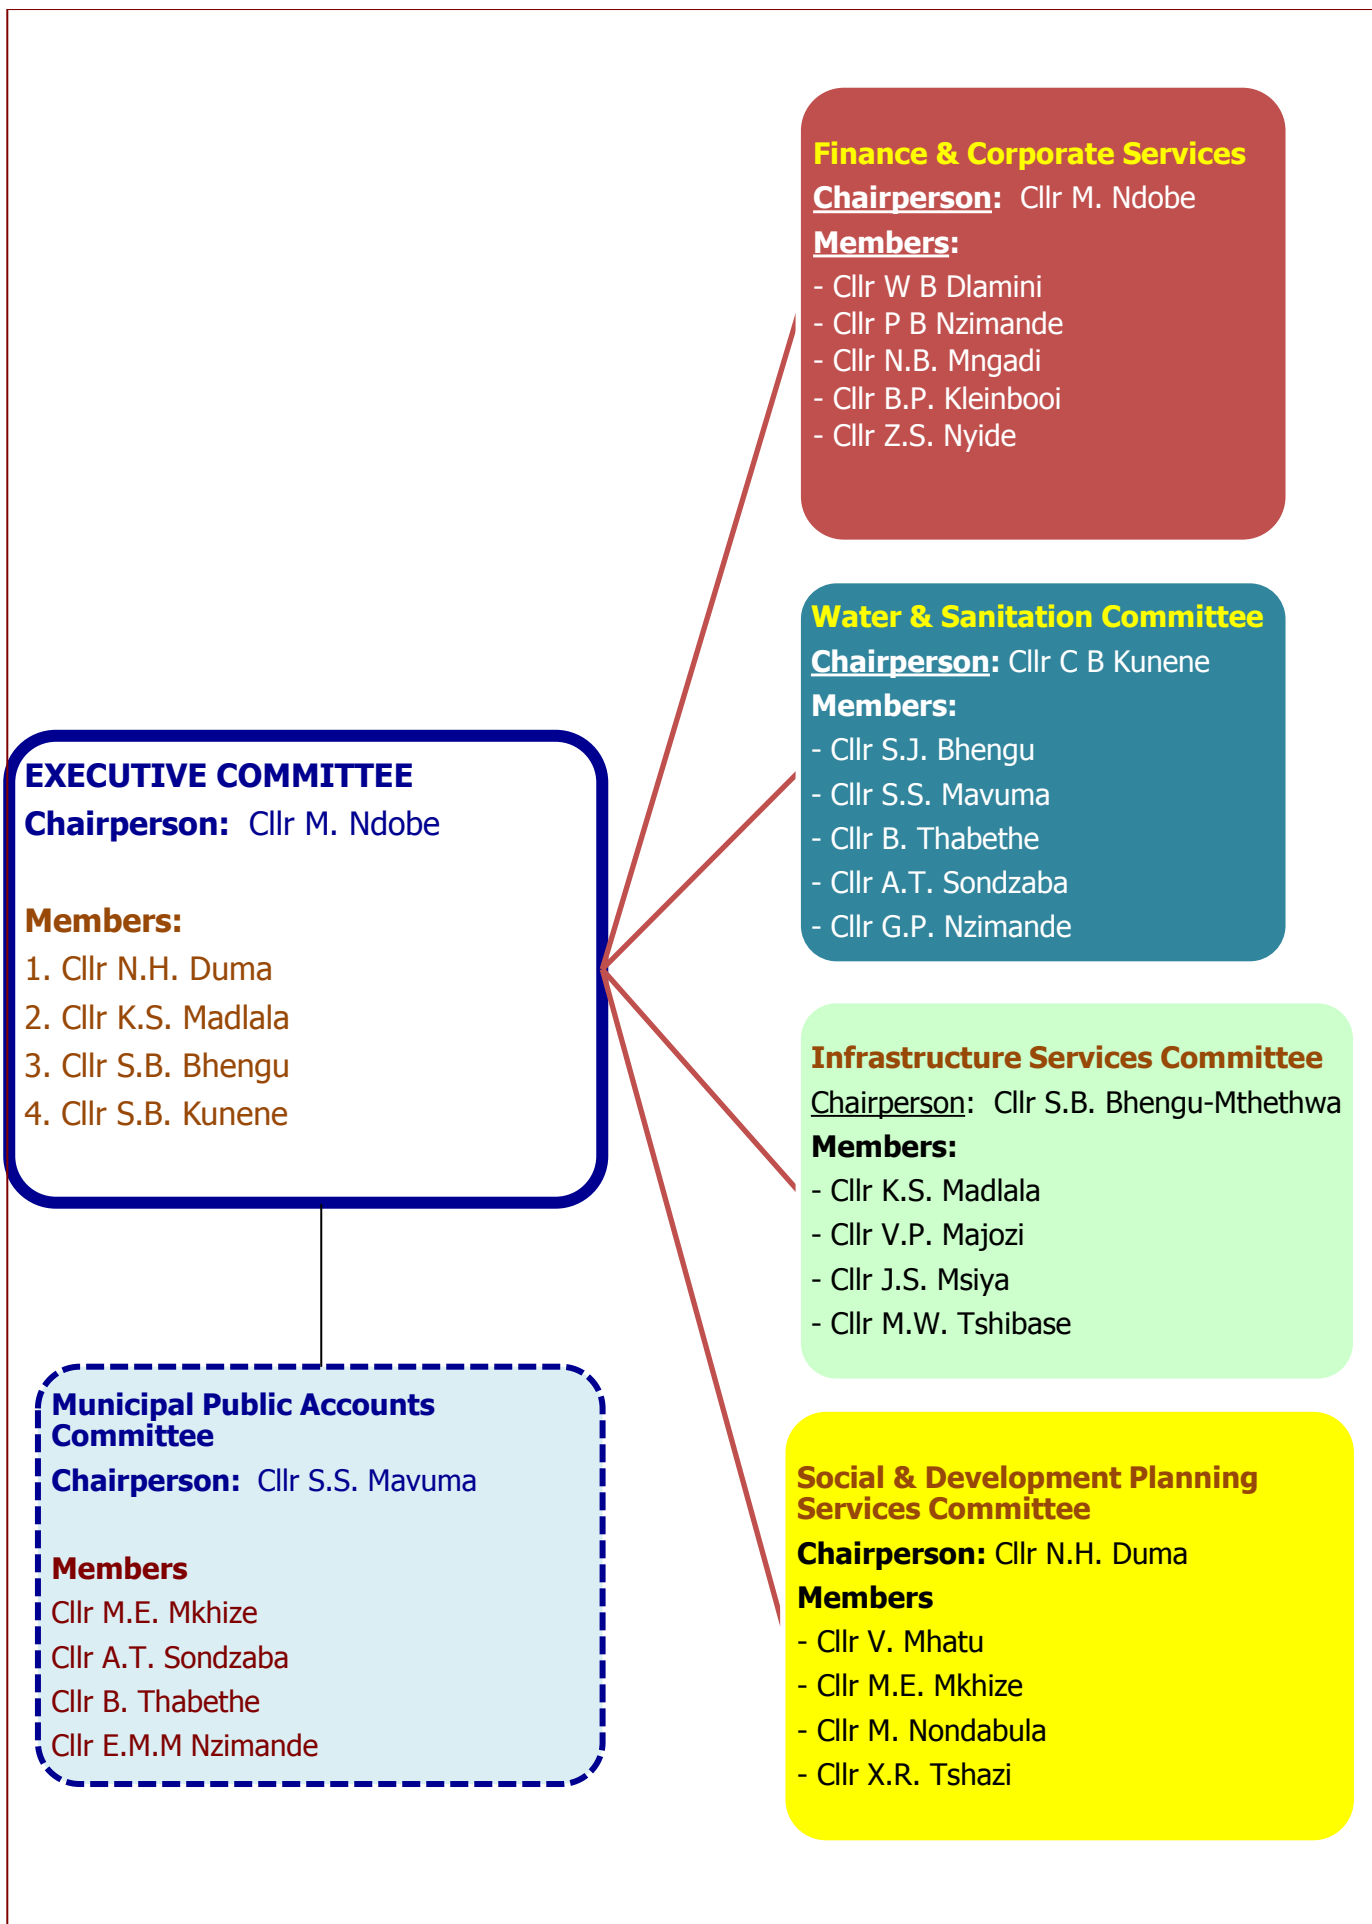 Finance & Corporate Services
Chairperson: Cllr M. Ndobe
Members:
- Cllr W B Dlamini
- Cllr P B Nzimande
- Cllr N.B. Mngadi
- Cllr B.P. Kleinbooi
- Cllr Z.S. Nyide
Water & Sanitation Committee
Chairperson: Cllr C B Kunene
Members:
- Cllr S.J. Bhengu
- Cllr S.S. Mavuma
- Cllr B. Thabethe
- Cllr A.T. Sondzaba
- Cllr G.P. Nzimande
EXECUTIVE COMMITTEE
Chairperson: Cllr M. Ndobe
Members:
1. Cllr N.H. Duma
2. Cllr K.S. Madlala
3. Cllr S.B. Bhengu
4. Cllr S.B. Kunene
Infrastructure Services Committee
Chairperson: Cllr S.B. Bhengu-Mthethwa
Members:
- Cllr K.S. Madlala
- Cllr V.P. Majozi
- Cllr J.S. Msiya
- Cllr M.W. Tshibase
Municipal Public Accounts
Committee
Chairperson: Cllr S.S. Mavuma
Members
Cllr M.E. Mkhize
Cllr A.T. Sondzaba
Cllr B. Thabethe
Cllr E.M.M Nzimande
Social & Development Planning
Services Committee
Chairperson: Cllr N.H. Duma
Members
- Cllr V. Mhatu
- Cllr M.E. Mkhize
- Cllr M. Nondabula
- Cllr X.R. Tshazi